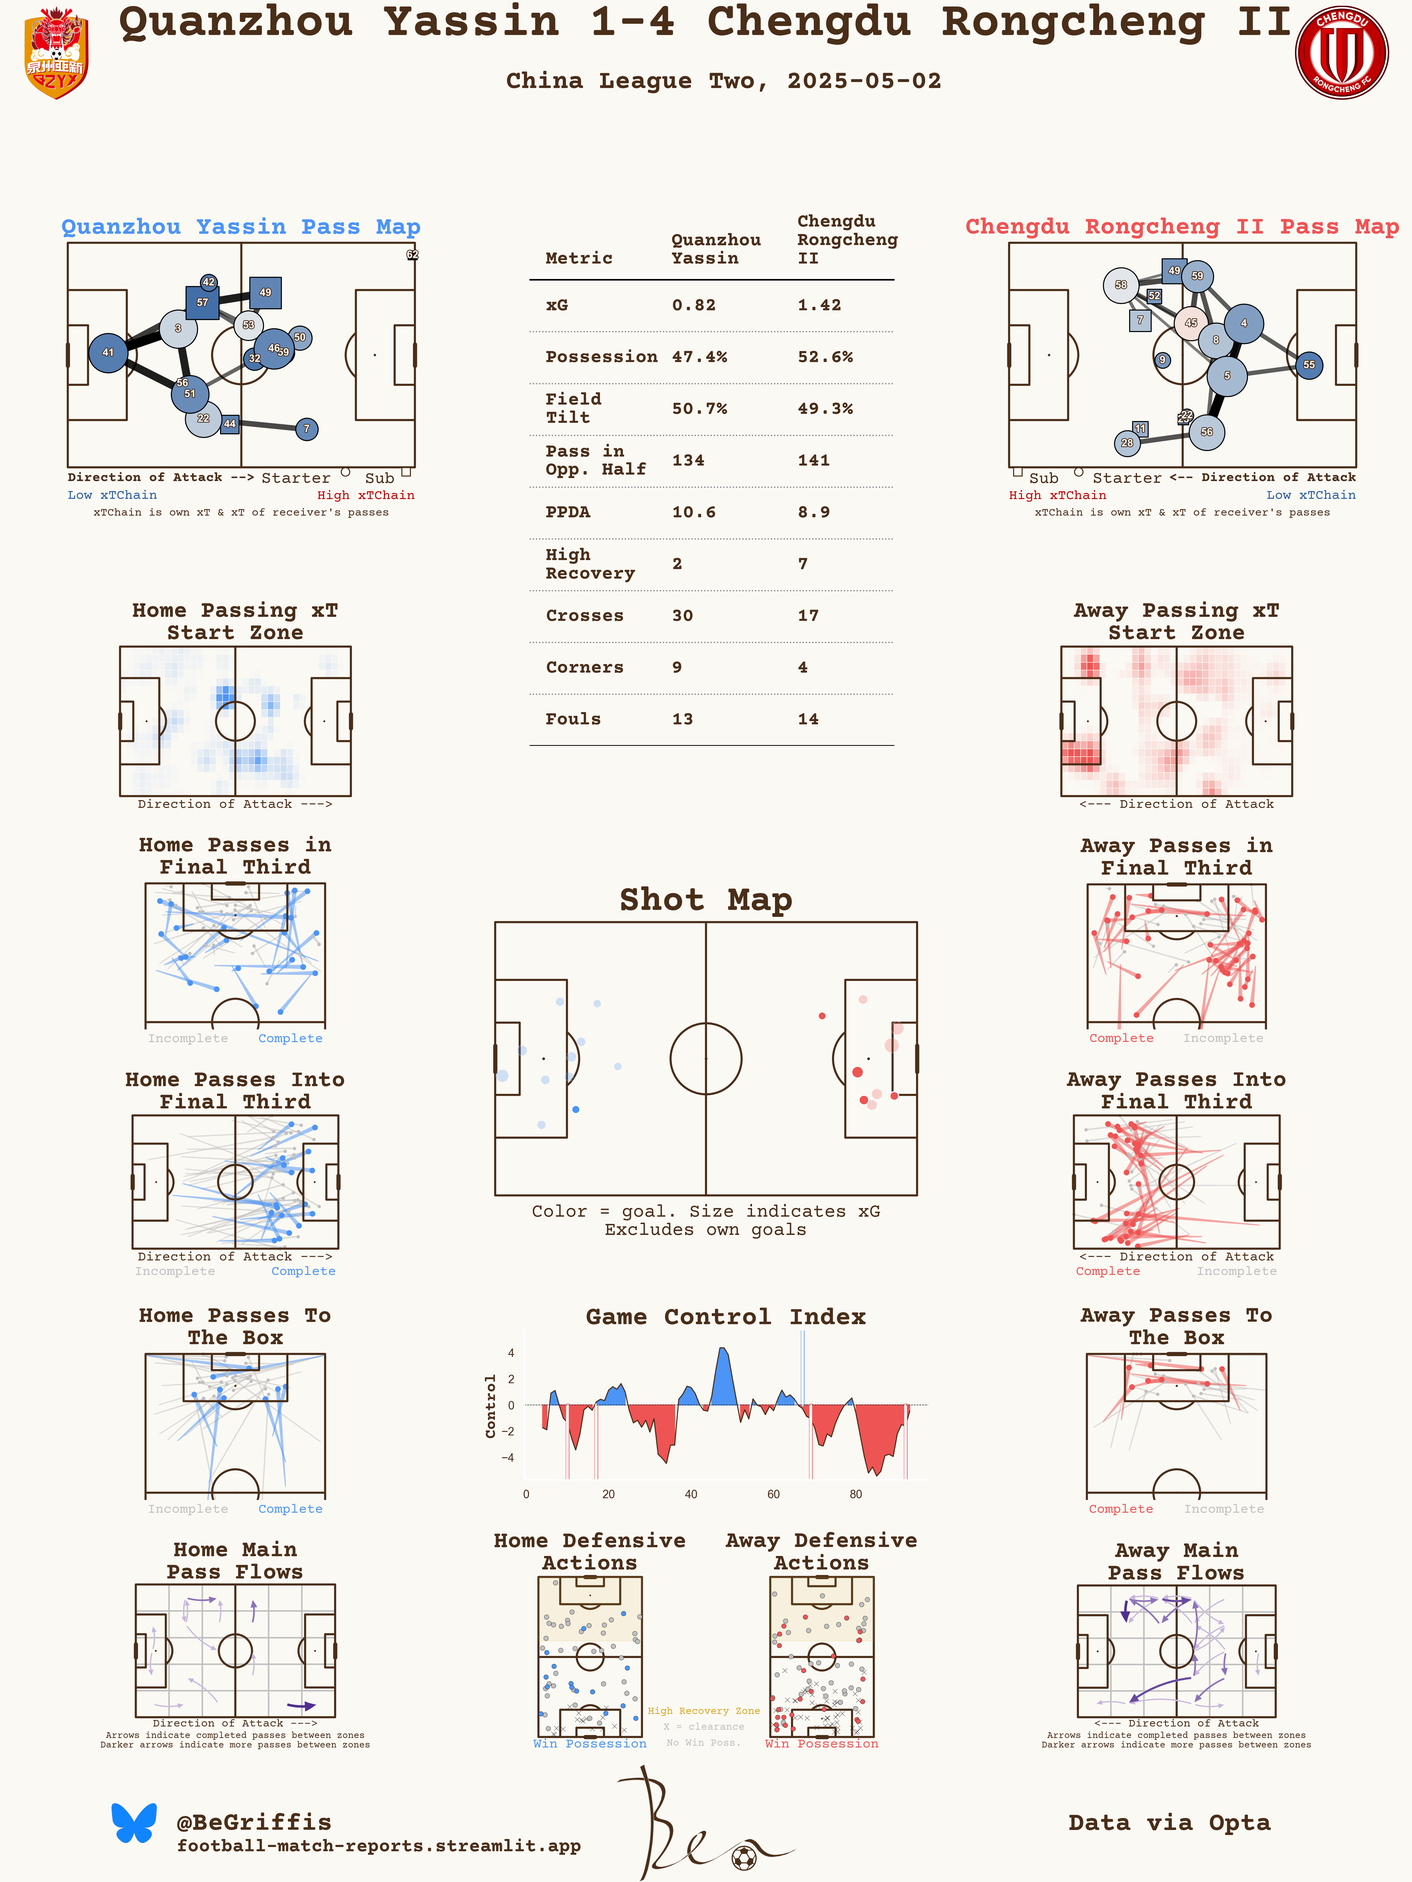 Quanzhou Yassin 1-4 Chengdu Rongcheng II
China League Two, 2025-05-02
泉州亚新
QZYX
CHENGDU
RONGCHENG FC
Quanzhou Yassin Pass Map
62
42
49
57
53
3
50
46
59
41
32
56
51
22
44
7
Direction of Attack --> Starter Sub
Low xTChain High xTChain
xTChain is own xT & xT of receiver's passes
Metric Quanzhou Yassin Chengdu Rongcheng II
xG 0.82 1.42
Possession 47.4% 52.6%
Field Tilt 50.7% 49.3%
Pass in Opp. Half 134 141
PPDA 10.6 8.9
High Recovery 2 7
Crosses 30 17
Corners 9 4
Fouls 13 14
Chengdu Rongcheng II Pass Map
49
59
58
52
7
45
4
8
9
55
5
22
11
56
28
Sub Starter <-- Direction of Attack
High xTChain Low xTChain
xTChain is own xT & xT of receiver's passes
Home Passing xT
Start Zone
Direction of Attack --->
Away Passing xT
Start Zone
<--- Direction of Attack
Home Passes in
Final Third
Incomplete Complete
Away Passes in
Final Third
Complete Incomplete
Shot Map
Color = goal. Size indicates xG
Excludes own goals
Home Passes Into
Final Third
Direction of Attack --->
Incomplete Complete
Away Passes Into
Final Third
<--- Direction of Attack
Complete Incomplete
Home Passes To
The Box
Incomplete Complete
Game Control Index
Control
4
2
0
−2
−4
0 20 40 60 80
Away Passes To
The Box
Complete Incomplete
Home Main
Pass Flows
Direction of Attack --->
Arrows indicate completed passes between zones
Darker arrows indicate more passes between zones
Home Defensive
Actions
Win Possession
High Recovery Zone
X = clearance
No Win Poss.
Away Defensive
Actions
Win Possession
Away Main
Pass Flows
<--- Direction of Attack
Arrows indicate completed passes between zones
Darker arrows indicate more passes between zones
@BeGriffis
football-match-reports.streamlit.app
Ben
Data via Opta